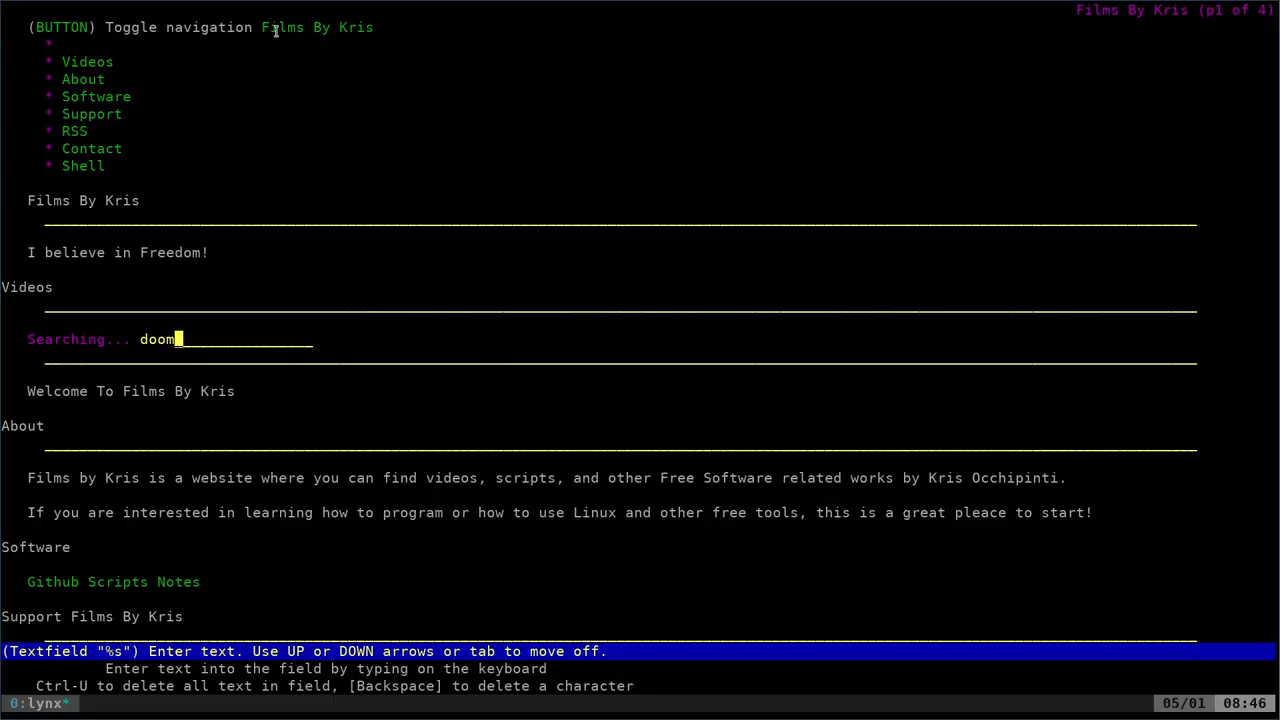 Films By Kris (p1 of 4)
(BUTTON) Toggle navigation Films By Kris
*
* Videos
* About
* Software
* Support
* RSS
* Contact
* Shell
Films By Kris
I believe in Freedom!
Videos
Searching... doom
Welcome To Films By Kris
About
Films by Kris is a website where you can find videos, scripts, and other Free Software related works by Kris Occhipinti.
If you are interested in learning how to program or how to use Linux and other free tools, this is a great pleace to start!
Software
Github Scripts Notes
Support Films By Kris
(Textfield "%s") Enter text. Use UP or DOWN arrows or tab to move off.
Enter text into the field by typing on the keyboard
Ctrl-U to delete all text in field, [Backspace] to delete a character
0:lynx* 05/01 08:46